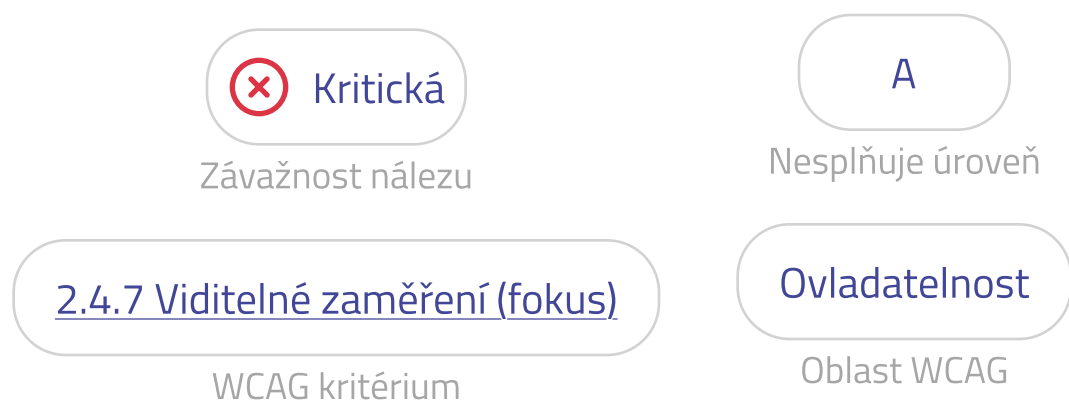 Kritická
Závažnost nálezu
A
Nesplňuje úroveň
2.4.7 Viditelné zaměření (fokus)
WCAG kritérium
Ovladatelnost
Oblast WCAG